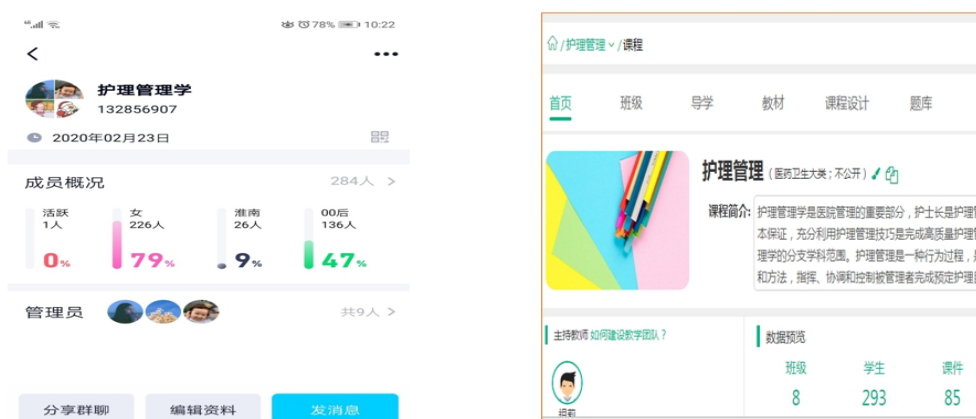 78% 10:22
护理管理学
132856907
2020年02月23日
成员概况 284人 >
活跃 女 淮南 00后
1人 226人 26人 136人
0% 79% 9% 47%
管理员 共9人 >
分享群聊 编辑资料 发消息
/护理管理 /课程
首页 班级 导学 教材 课程设计 题库
护理管理（医药卫生大类；不公开）
课程简介: 护理管理学是医院管理的重要部分，护士长是护理管
本保证，充分利用护理管理技巧是完成高质量护理管
理学的分支学科范围。护理管理是一种行为过程，是
和方法，指挥、协调和控制被管理者完成预定护理目
主持教师 如何建设教学团队？ 数据预览
班级 学生 课件
8 293 85